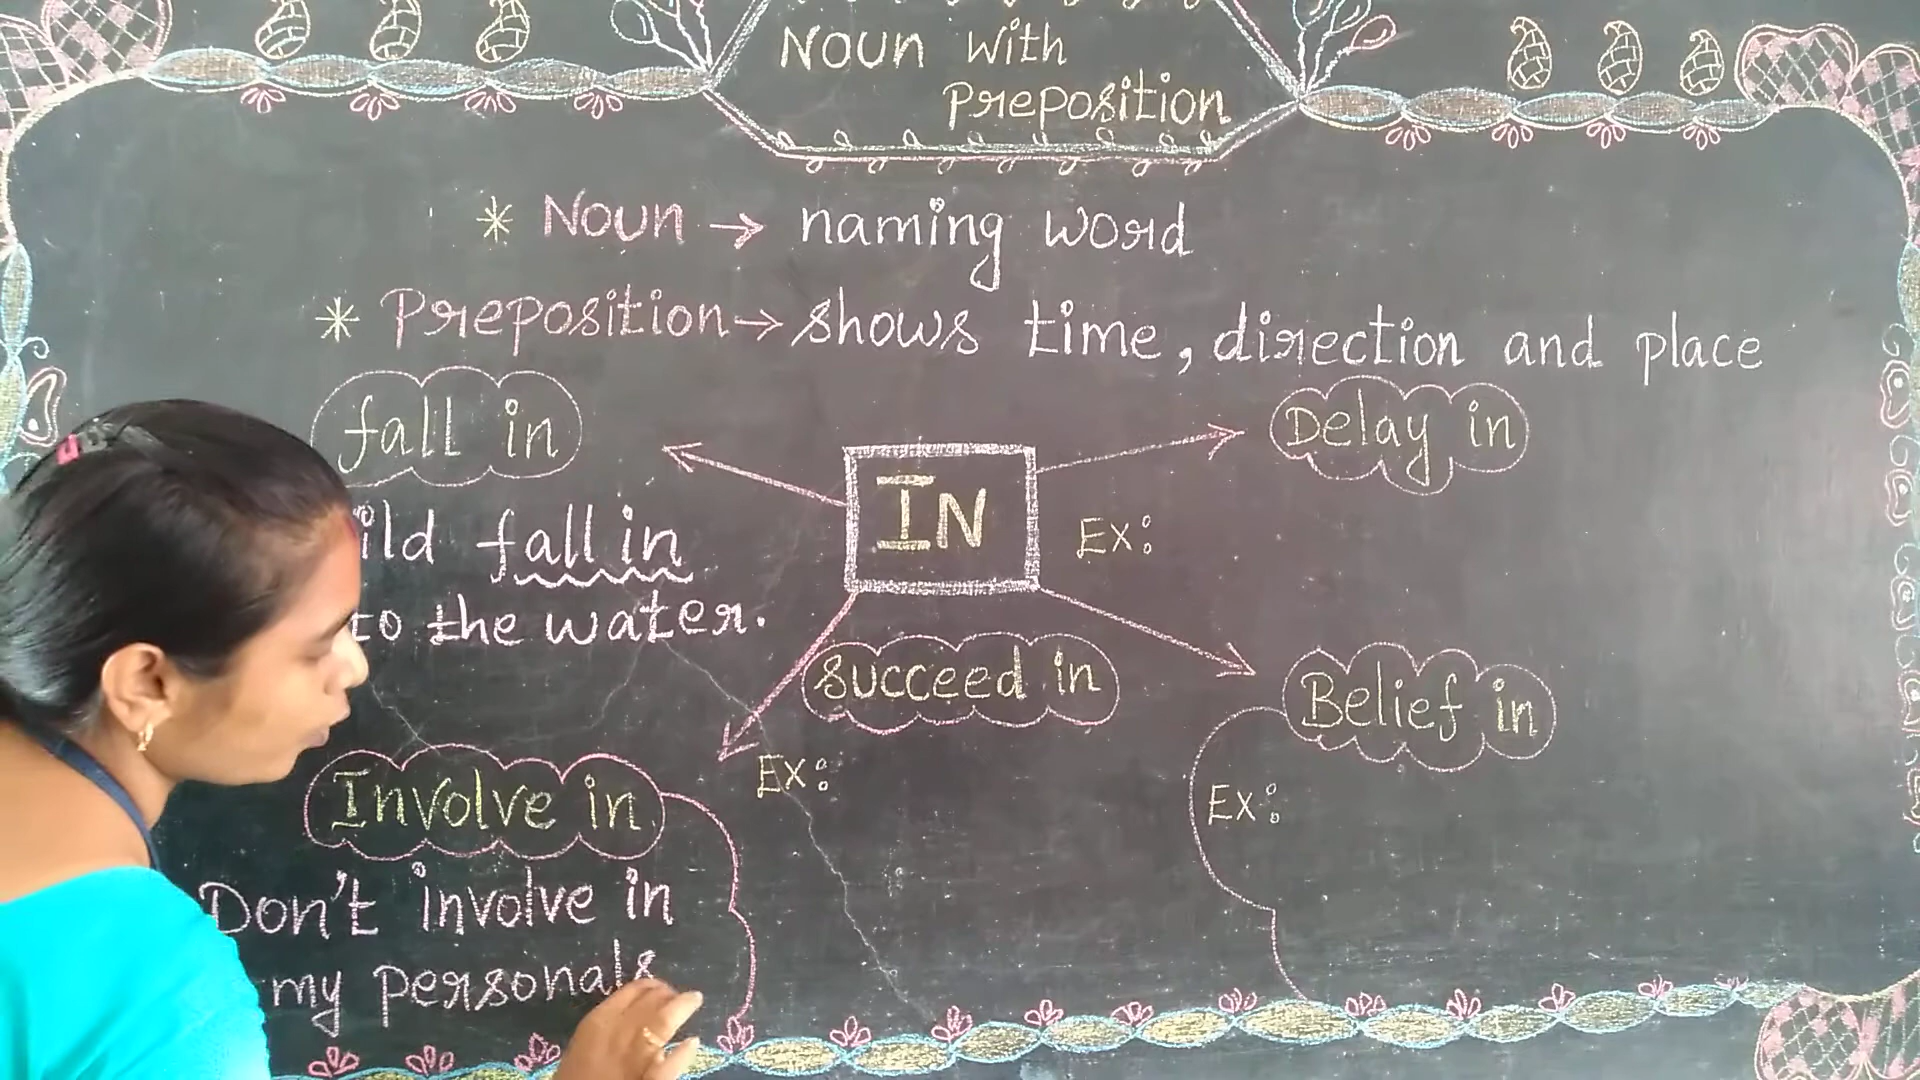 Noun with
Preposition
* Noun → naming word
* Preposition → shows time, direction and place
fall in
Delay in
IN
fall in
Ex:
to the water.
succeed in
Belief in
Ex:
Involve in
Ex:
Don't involve in
my personals